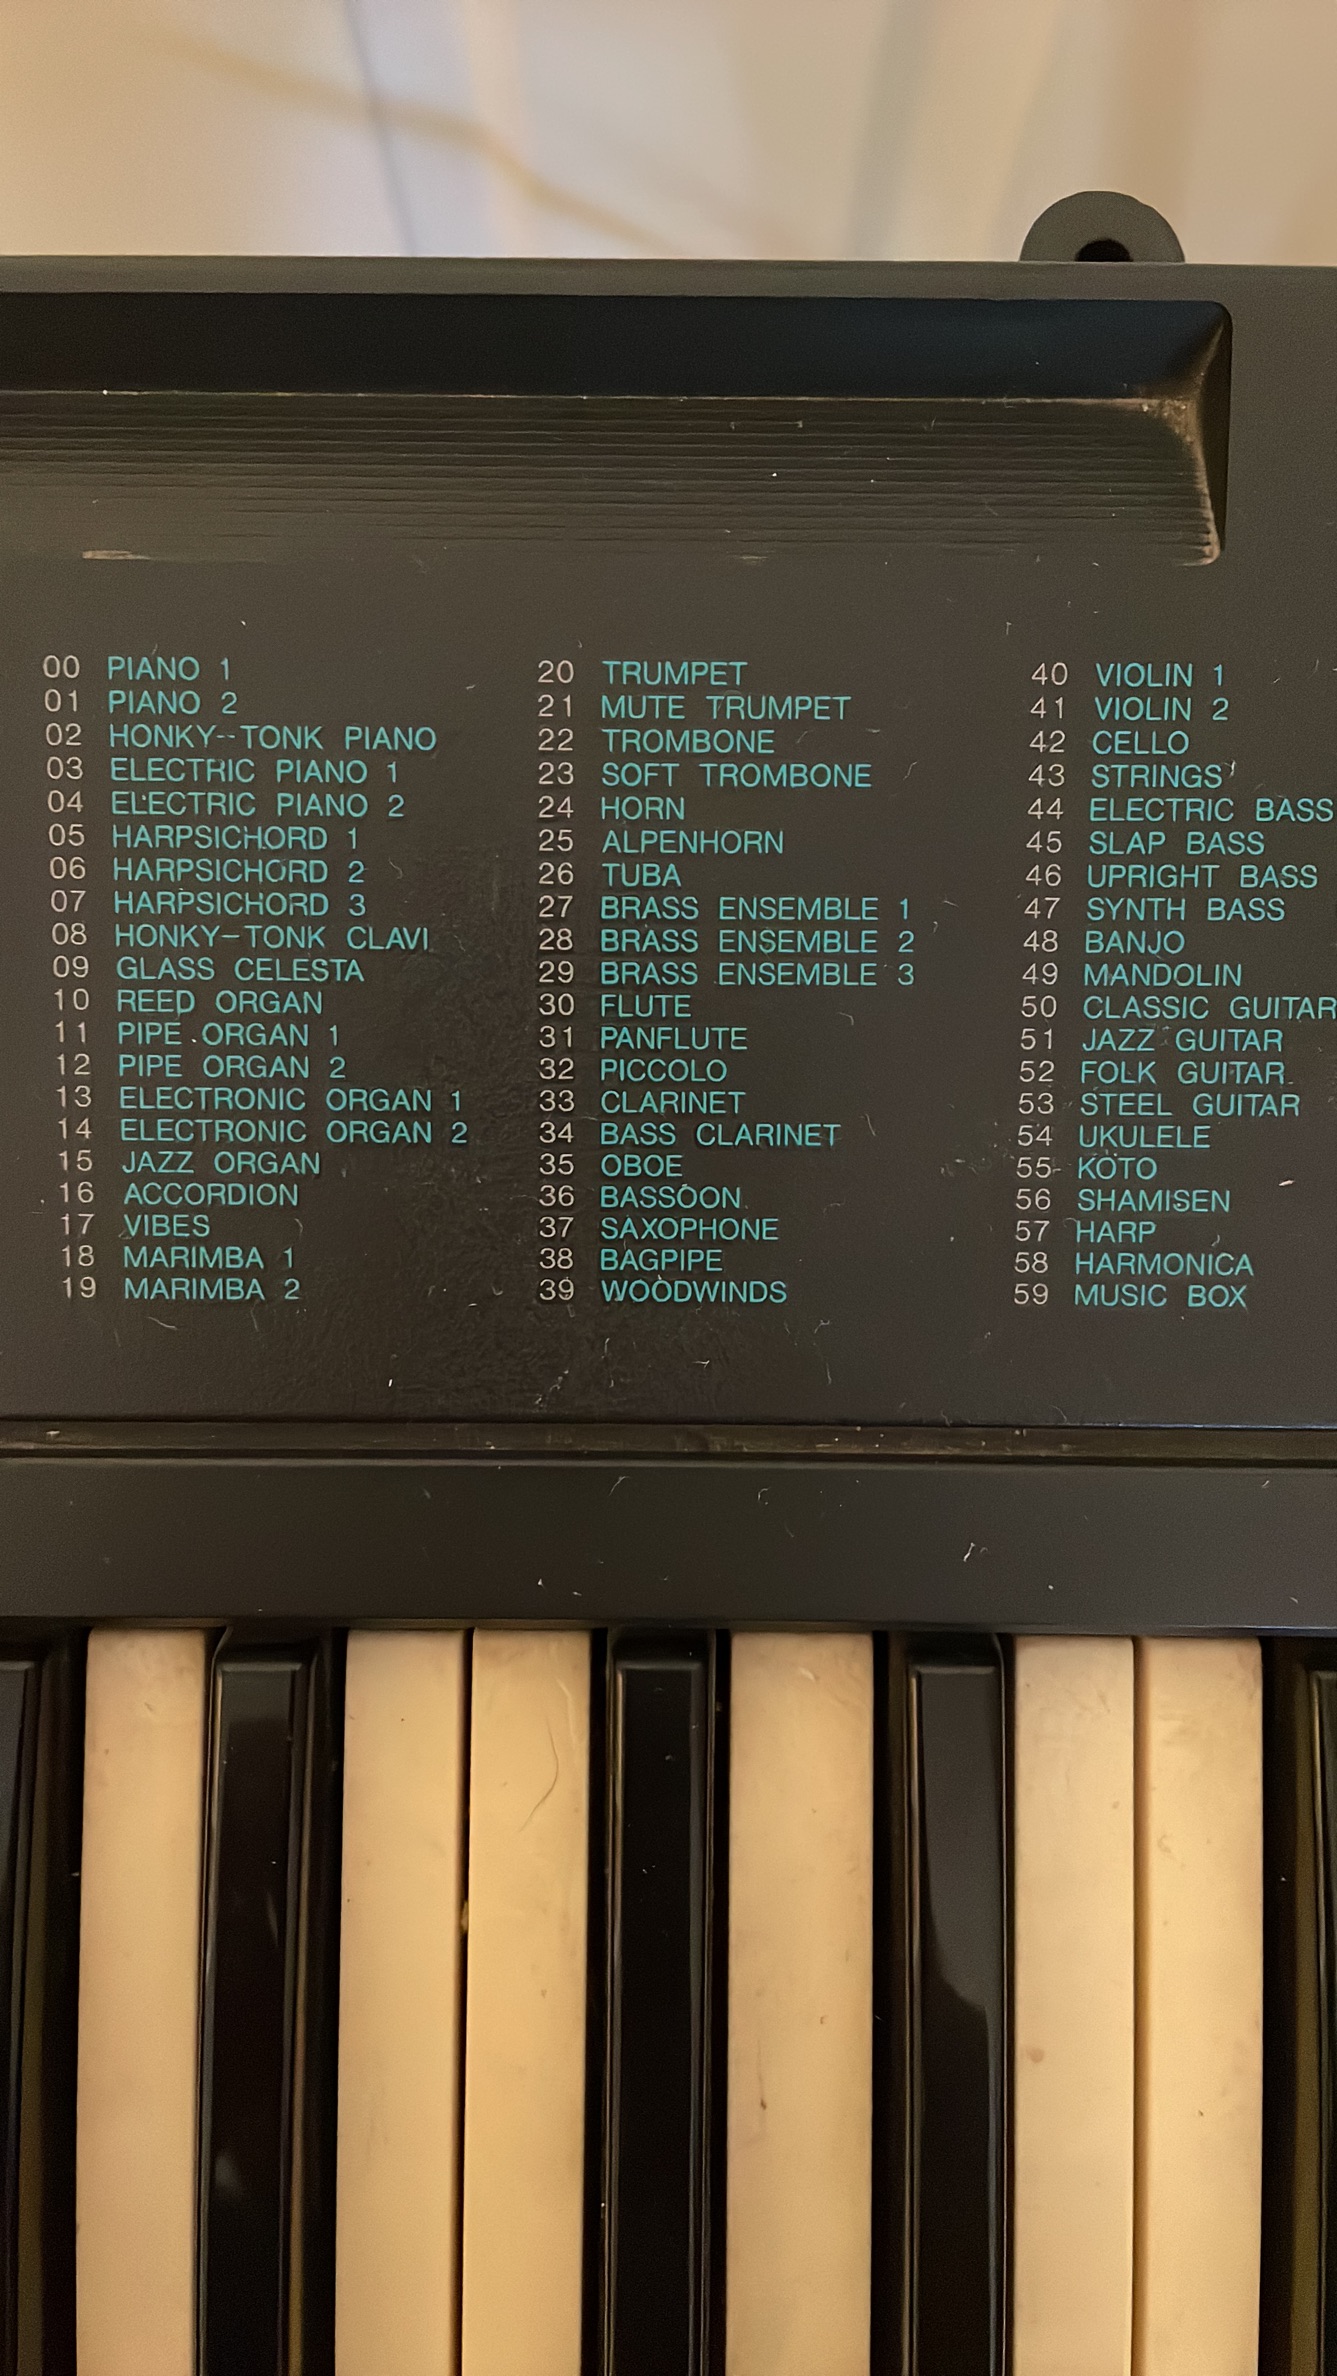 00 PIANO 1
01 PIANO 2
02 HONKY-TONK PIANO
03 ELECTRIC PIANO 1
04 ELECTRIC PIANO 2
05 HARPSICHORD 1
06 HARPSICHORD 2
07 HARPSICHORD 3
08 HONKY-TONK CLAVI
09 GLASS CELESTA
10 REED ORGAN
11 PIPE ORGAN 1
12 PIPE ORGAN 2
13 ELECTRONIC ORGAN 1
14 ELECTRONIC ORGAN 2
15 JAZZ ORGAN
16 ACCORDION
17 VIBES
18 MARIMBA 1
19 MARIMBA 2
20 TRUMPET
21 MUTE TRUMPET
22 TROMBONE
23 SOFT TROMBONE
24 HORN
25 ALPENHORN
26 TUBA
27 BRASS ENSEMBLE 1
28 BRASS ENSEMBLE 2
29 BRASS ENSEMBLE 3
30 FLUTE
31 PANFLUTE
32 PICCOLO
33 CLARINET
34 BASS CLARINET
35 OBOE
36 BASSOON
37 SAXOPHONE
38 BAGPIPE
39 WOODWINDS
40 VIOLIN 1
41 VIOLIN 2
42 CELLO
43 STRINGS
44 ELECTRIC BASS
45 SLAP BASS
46 UPRIGHT BASS
47 SYNTH BASS
48 BANJO
49 MANDOLIN
50 CLASSIC GUITAR
51 JAZZ GUITAR
52 FOLK GUITAR
53 STEEL GUITAR
54 UKULELE
55 KOTO
56 SHAMISEN
57 HARP
58 HARMONICA
59 MUSIC BOX